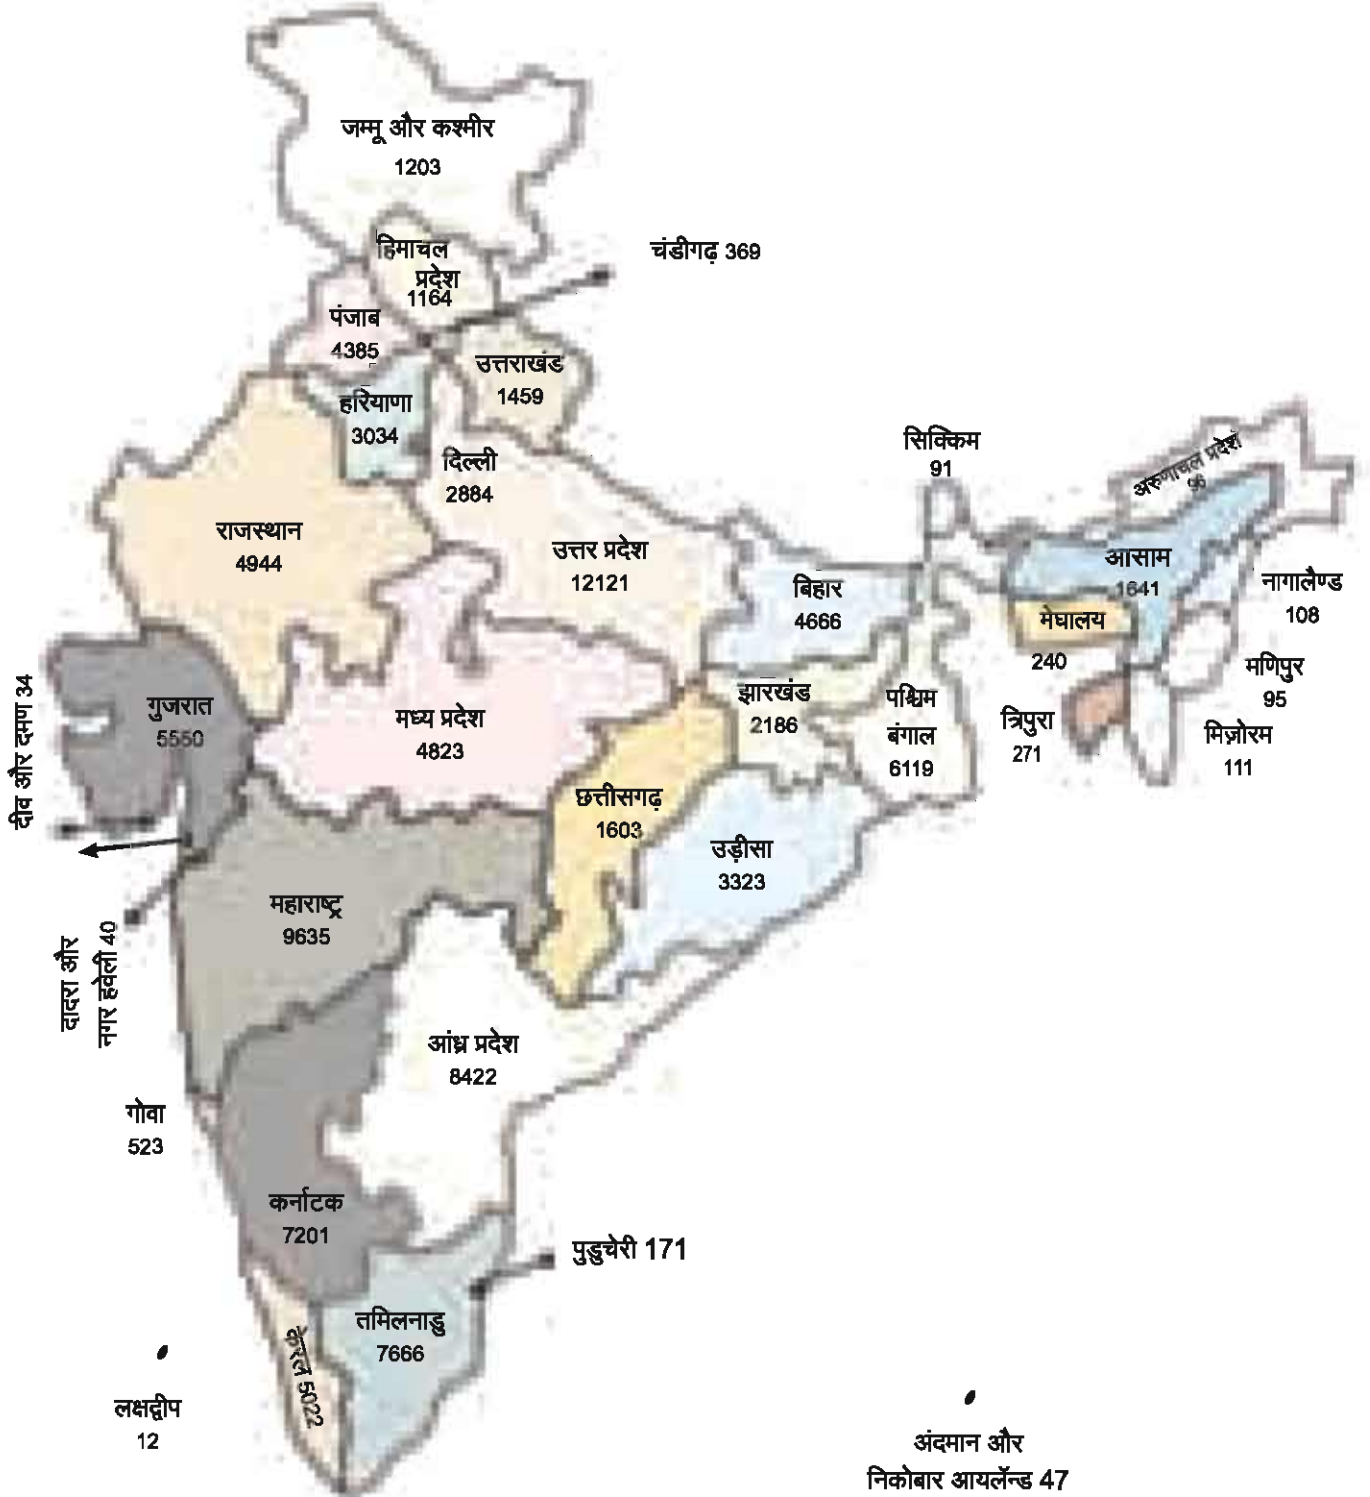 जम्मू और कश्मीर
1203
हिमाचल
प्रदेश
1164
चंडीगढ़ 369
पंजाब
4385
उत्तराखंड
1459
हरियाणा
3034
दिल्ली
2884
सिक्किम
91
अरुणाचल प्रदेश
96
राजस्थान
4944
उत्तर प्रदेश
12121
बिहार
4666
आसाम
1641
नागालैण्ड
108
मेघालय
240
मणिपुर
95
दीव और दमण 34
गुजरात
5550
मध्य प्रदेश
4823
झारखंड
2186
पश्चिम
बंगाल
6119
त्रिपुरा
271
मिज़ोरम
111
छत्तीसगढ़
1603
उड़ीसा
3323
महाराष्ट्र
9635
दादरा और
नगर हवेली 40
आंध्र प्रदेश
8422
गोवा
523
कर्नाटक
7201
पुडुचेरी 171
तमिलनाडु
7666
केरल 5022
लक्षद्वीप
12
अंदमान और
निकोबार आयलॅन्ड 47